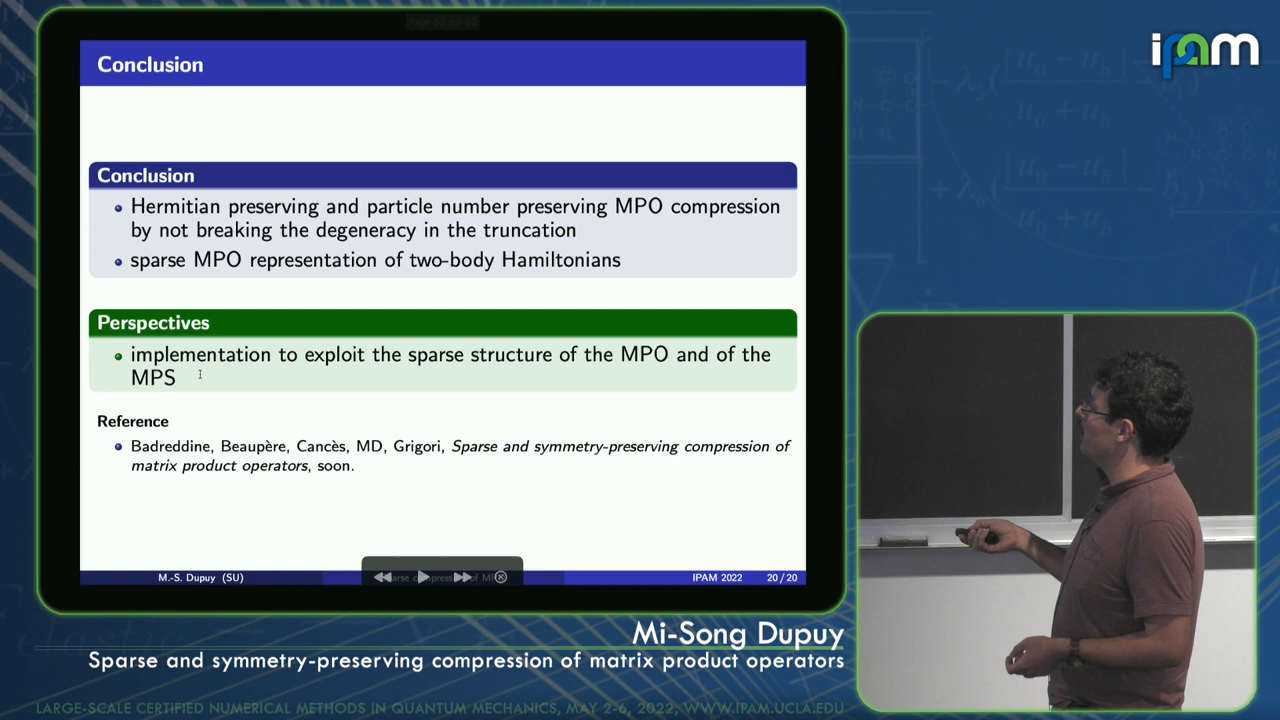 Page 52 sur 52
ipam
Conclusion
Conclusion
Hermitian preserving and particle number preserving MPO compression
by not breaking the degeneracy in the truncation
sparse MPO representation of two-body Hamiltonians
Perspectives
implementation to exploit the sparse structure of the MPO and of the
MPS
Reference
Badreddine, Beaupère, Cancès, MD, Grigori, Sparse and symmetry-preserving compression of
matrix product operators, soon.
M.-S. Dupuy (SU)
IPAM 2022 20 / 20
Mi-Song Dupuy
Sparse and symmetry-preserving compression of matrix product operators
LARGE-SCALE CERTIFIED NUMERICAL METHODS IN QUANTUM MECHANICS, MAY 2-6, 2022, WWW.IPAM.UCLA.EDU